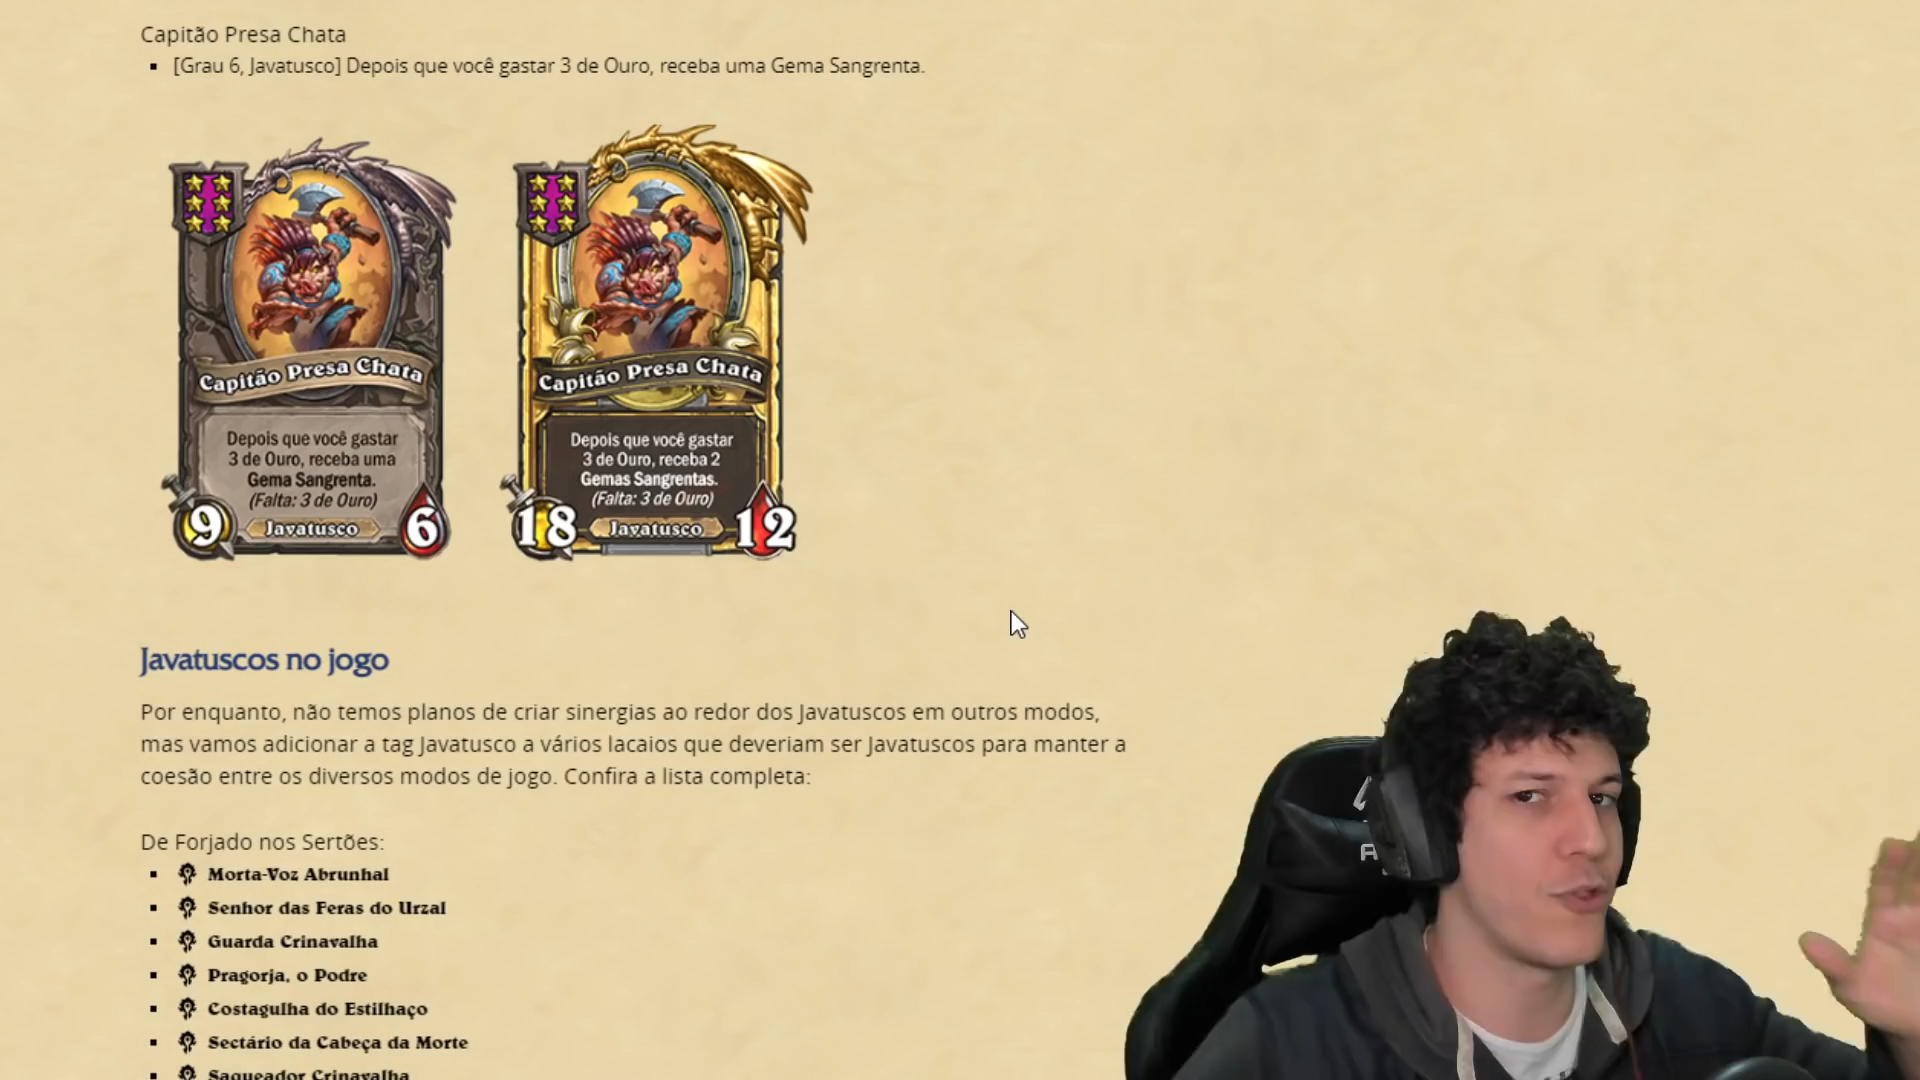 Capitão Presa Chata
[Grau 6, Javatusco] Depois que você gastar 3 de Ouro, receba uma Gema Sangrenta.
Capitão Presa Chata
Depois que você gastar
3 de Ouro, receba uma
Gema Sangrenta.
(Falta: 3 de Ouro)
9
Javatusco
6
Capitão Presa Chata
Depois que você gastar
3 de Ouro, receba 2
Gemas Sangrentas.
(Falta: 3 de Ouro)
18
Javatusco
12
Javatuscos no jogo
Por enquanto, não temos planos de criar sinergias ao redor dos Javatuscos em outros modos,
mas vamos adicionar a tag Javatusco a vários lacaios que deveriam ser Javatuscos para manter a
coesão entre os diversos modos de jogo. Confira a lista completa:
De Forjado nos Sertões:
Morta-Voz Abrunhal
Senhor das Feras do Urzal
Guarda Crinavalha
Pragorja, o Podre
Costagulha do Estilhaço
Sectário da Cabeça da Morte
Saqueador Crinavalha